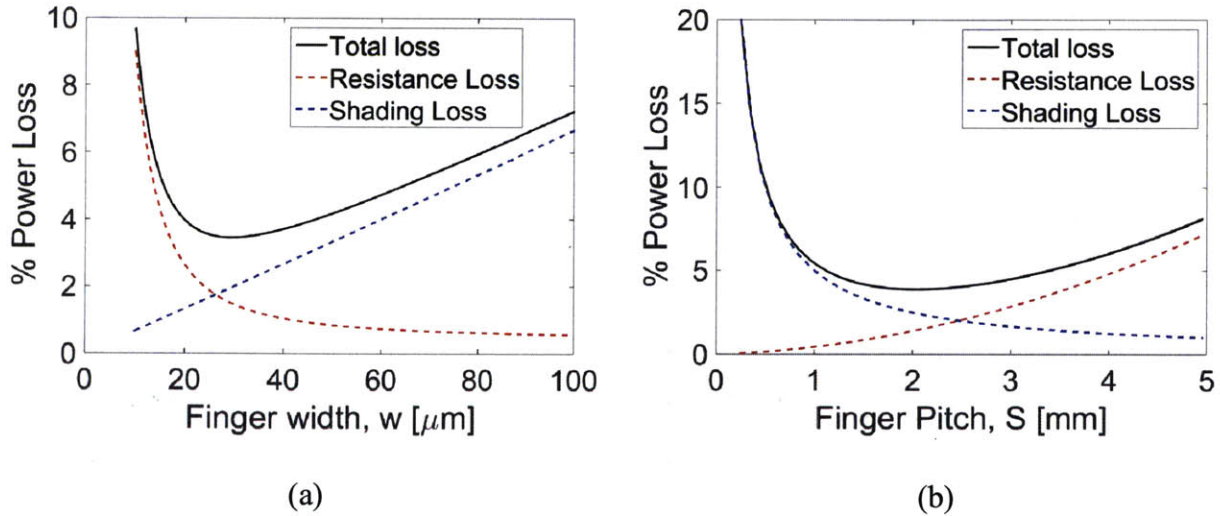 10
8
6
4
2
0
% Power Loss
Total loss
Resistance Loss
Shading Loss
0 20 40 60 80 100
Finger width, w [μm]
(a)
20
15
10
5
0
% Power Loss
Total loss
Resistance Loss
Shading Loss
0 1 2 3 4 5
Finger Pitch, S [mm]
(b)